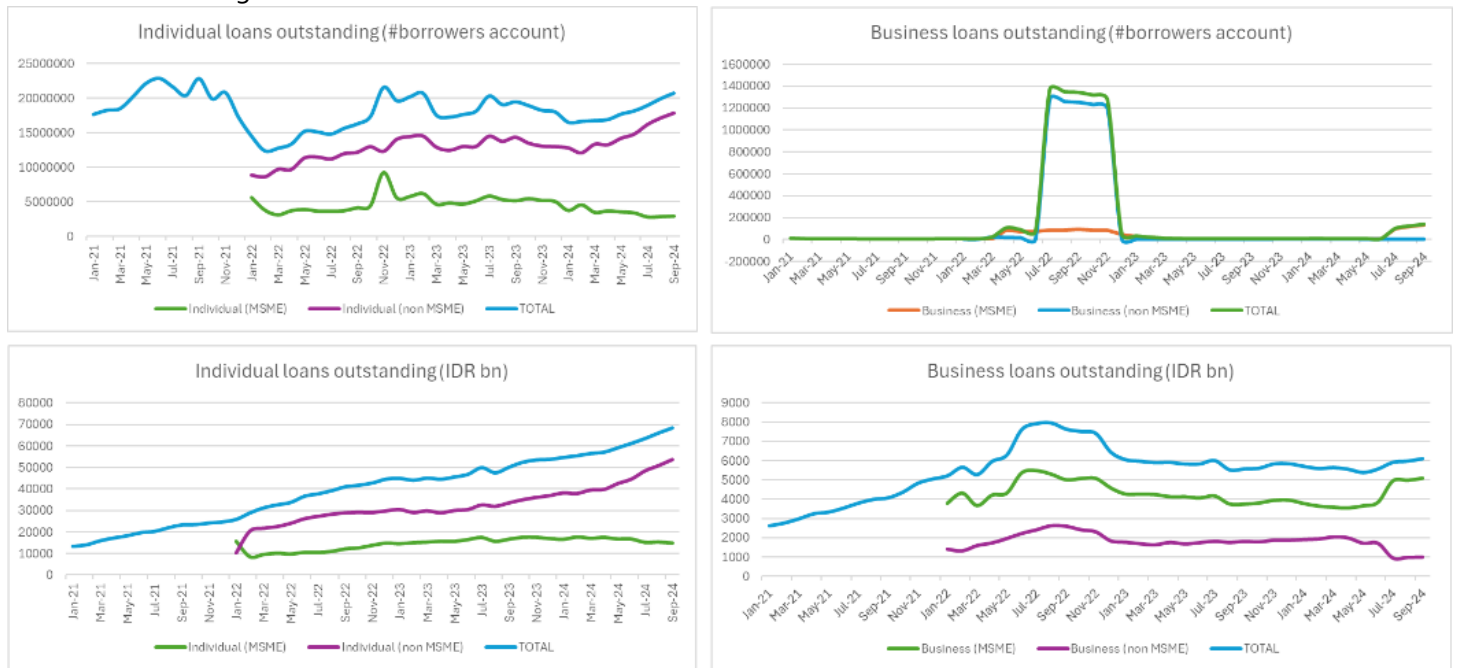 Individual loans outstanding (#borrowers account)
25000000
20000000
15000000
10000000
5000000
0
Jan-21
Mar-21
May-21
Jul-21
Sep-21
Nov-21
Jan-22
Mar-22
May-22
Jul-22
Sep-22
Nov-22
Jan-23
Mar-23
May-23
Jul-23
Sep-23
Nov-23
Jan-24
Mar-24
May-24
Jul-24
Sep-24
Individual (MSME) Individual (non MSME) TOTAL
Business loans outstanding (#borrowers account)
1600000
1400000
1200000
1000000
800000
600000
400000
200000
0
-200000
Jan-21
Mar-21
May-21
Jul-21
Sep-21
Nov-21
Jan-22
Mar-22
May-22
Jul-22
Sep-22
Nov-22
Jan-23
Mar-23
May-23
Jul-23
Sep-23
Nov-23
Jan-24
Mar-24
May-24
Jul-24
Sep-24
Business (MSME) Business (non MSME) TOTAL
Individual loans outstanding (IDR bn)
80000
70000
60000
50000
40000
30000
20000
10000
0
Jan-21
Mar-21
May-21
Jul-21
Sep-21
Nov-21
Jan-22
Mar-22
May-22
Jul-22
Sep-22
Nov-22
Jan-23
Mar-23
May-23
Jul-23
Sep-23
Nov-23
Jan-24
Mar-24
May-24
Jul-24
Sep-24
Individual (MSME) Individual (non MSME) TOTAL
Business loans outstanding (IDR bn)
9000
8000
7000
6000
5000
4000
3000
2000
1000
0
Jan-21
Mar-21
May-21
Jul-21
Sep-21
Nov-21
Jan-22
Mar-22
May-22
Jul-22
Sep-22
Nov-22
Jan-23
Mar-23
May-23
Jul-23
Sep-23
Nov-23
Jan-24
Mar-24
May-24
Jul-24
Sep-24
Business (MSME) Business (non MSME) TOTAL